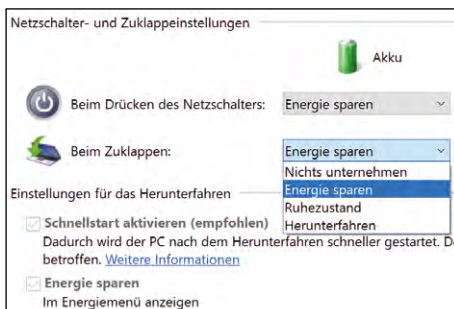 Netzschalter- und Zuklappeinstellungen
Akku
Beim Drücken des Netzschalters: Energie sparen
Beim Zuklappen: Energie sparen
Nichts unternehmen
Energie sparen
Ruhezustand
Herunterfahren
Einstellungen für das Herunterfahren
Schnellstart aktivieren (empfohlen)
Dadurch wird der PC nach dem Herunterfahren schneller gestartet.
betroffen. Weitere Informationen
Energie sparen
Im Energiemenü anzeigen